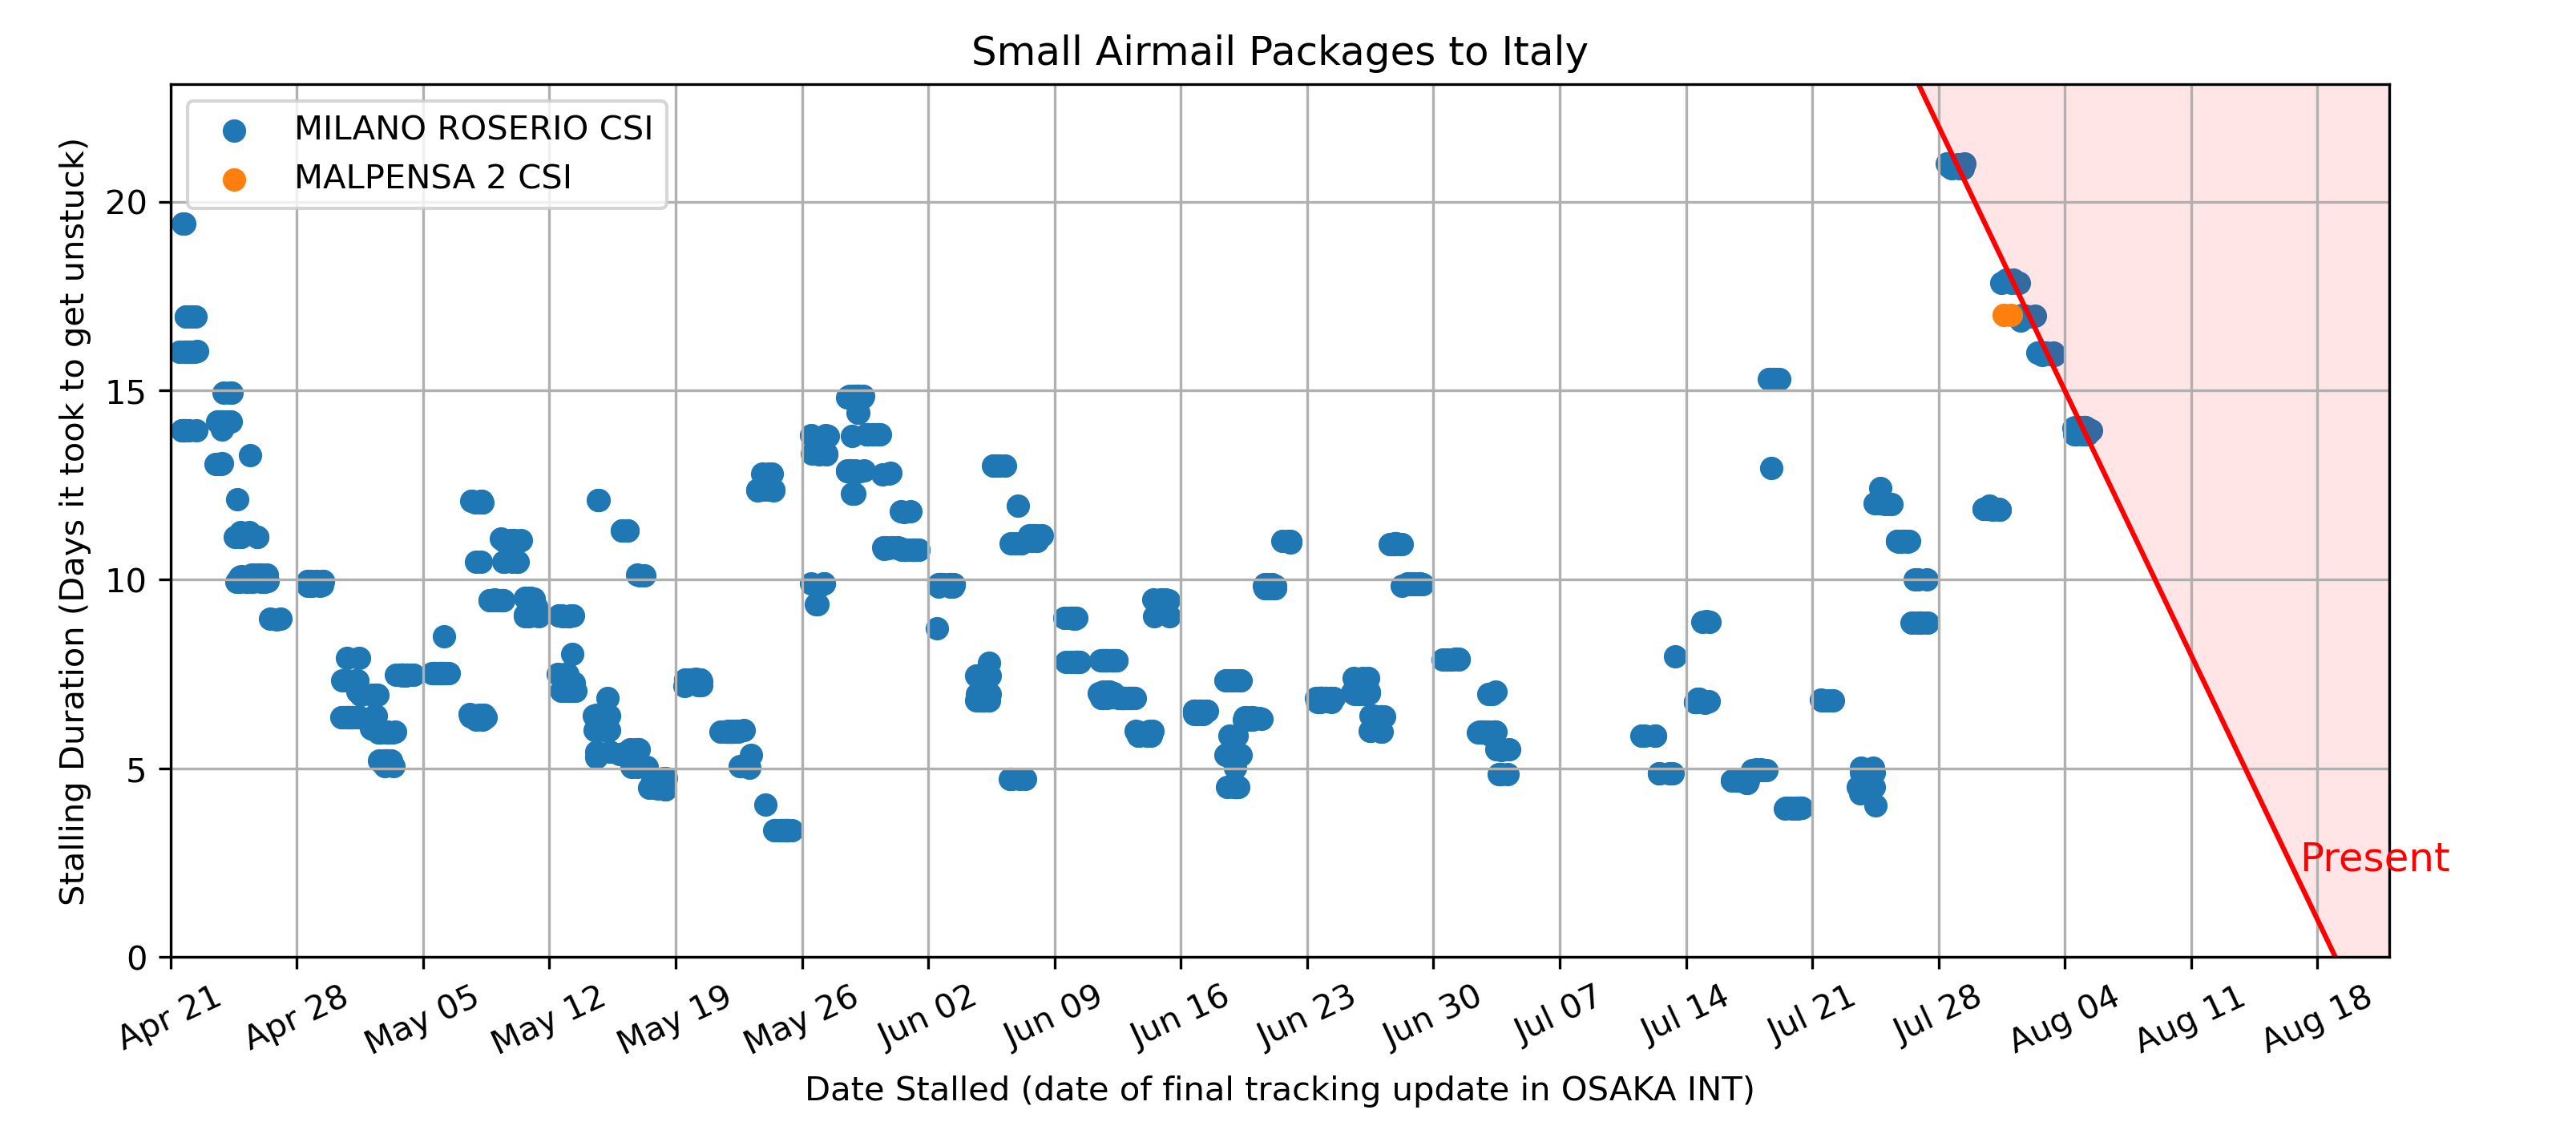 Small Airmail Packages to Italy
MILANO ROSERIO CSI
MALPENSA 2 CSI
Stalling Duration (Days it took to get unstuck)
20
15
10
5
0
Present
Apr 21 Apr 28 May 05 May 12 May 19 May 26 Jun 02 Jun 09 Jun 16 Jun 23 Jun 30 Jul 07 Jul 14 Jul 21 Jul 28 Aug 04 Aug 11 Aug 18
Date Stalled (date of final tracking update in OSAKA INT)